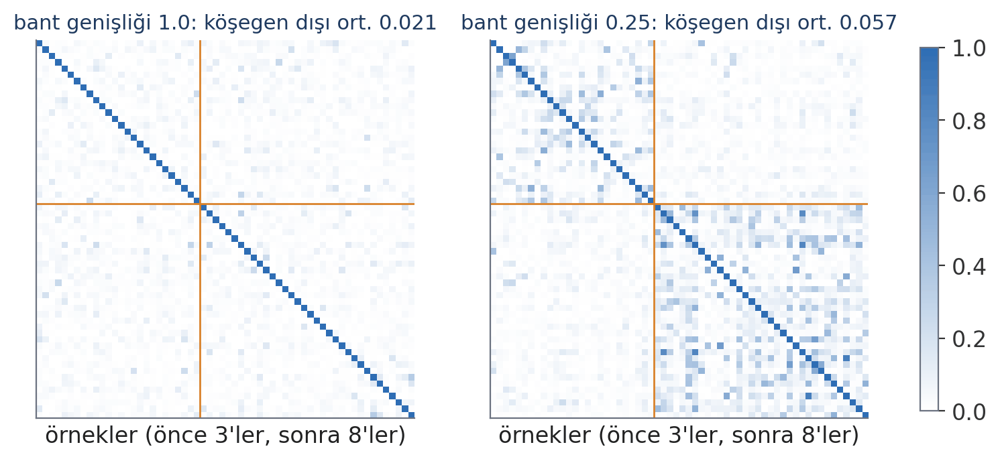 bant genişliği 1.0: köşegen dışı ort. 0.021
bant genişliği 0.25: köşegen dışı ort. 0.057
örnekler (önce 3'ler, sonra 8'ler)
örnekler (önce 3'ler, sonra 8'ler)
1.0
0.8
0.6
0.4
0.2
0.0